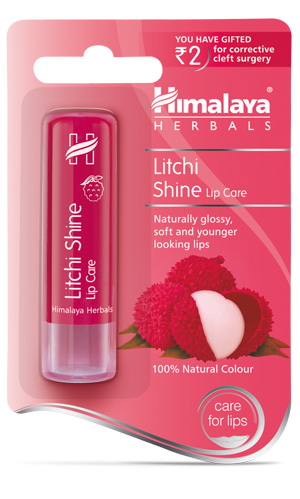 YOU HAVE GIFTED
₹2 for corrective
cleft surgery
Himalaya®
HERBALS
Litchi
Shine Lip Care
Naturally glossy,
soft and younger
looking lips
100% Natural Colour
care
for lips
Litchi Shine
Lip Care
Himalaya Herbals